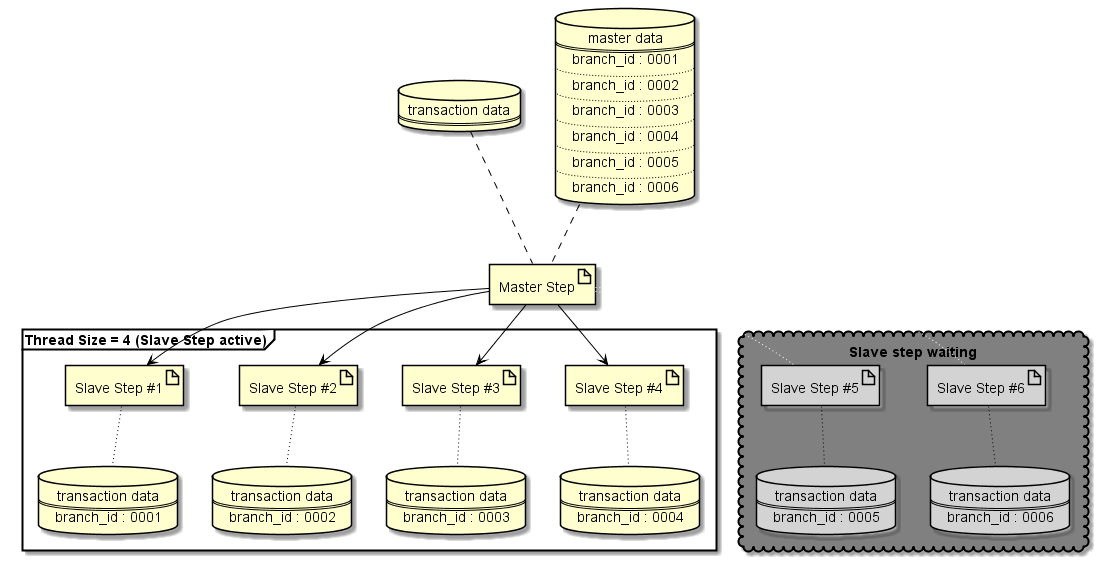 master data
branch_id : 0001
branch_id : 0002
branch_id : 0003
branch_id : 0004
branch_id : 0005
branch_id : 0006
transaction data
Master Step
Thread Size = 4 (Slave Step active)
Slave Step #1
Slave Step #2
Slave Step #3
Slave Step #4
transaction data
branch_id : 0001
transaction data
branch_id : 0002
transaction data
branch_id : 0003
transaction data
branch_id : 0004
Slave step waiting
Slave Step #5
Slave Step #6
transaction data
branch_id : 0005
transaction data
branch_id : 0006